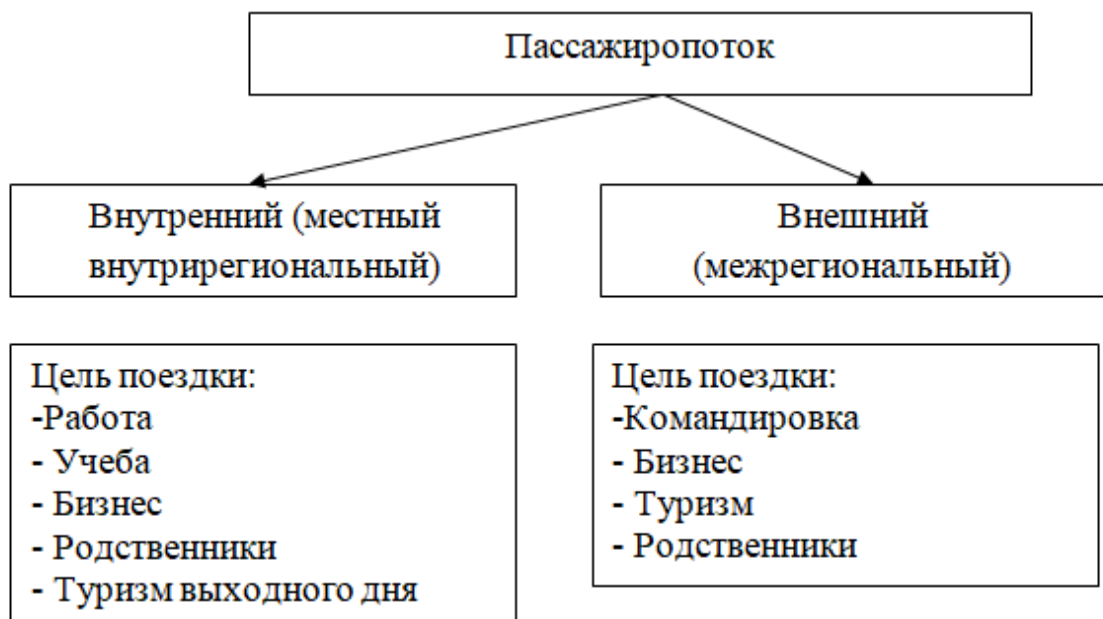 Пассажиропоток
Внутренний (местный
внутрирегиональный)
Внешний
(межрегиональный)
Цель поездки:
-Работа
- Учеба
- Бизнес
- Родственники
- Туризм выходного дня
Цель поездки:
-Командировка
- Бизнес
- Туризм
- Родственники